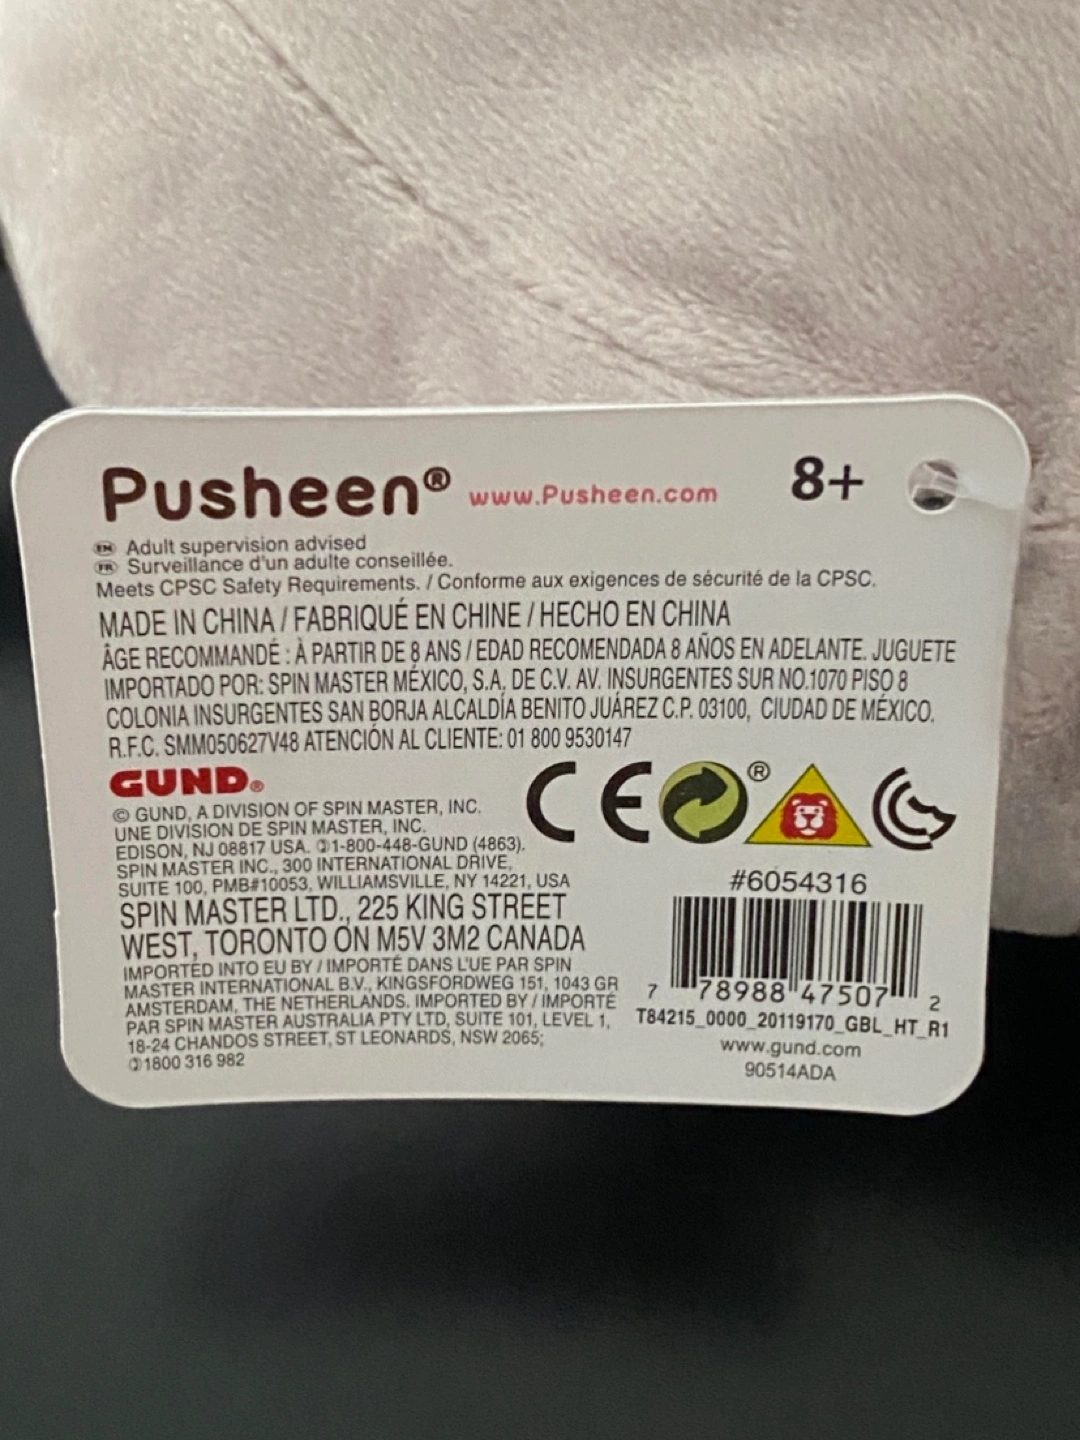 Pusheen® www.Pusheen.com 8+
EN Adult supervision advised
FR Surveillance d'un adulte conseillée.
Meets CPSC Safety Requirements. / Conforme aux exigences de sécurité de la CPSC.
MADE IN CHINA / FABRIQUÉ EN CHINE / HECHO EN CHINA
ÂGE RECOMMANDÉ : À PARTIR DE 8 ANS / EDAD RECOMENDADA 8 AÑOS EN ADELANTE. JUGUETE
IMPORTADO POR: SPIN MASTER MÉXICO, S.A. DE C.V. AV. INSURGENTES SUR NO.1070 PISO 8
COLONIA INSURGENTES SAN BORJA ALCALDÍA BENITO JUÁREZ C.P. 03100, CIUDAD DE MÉXICO.
R.F.C. SMM050627V48 ATENCIÓN AL CLIENTE: 01 800 9530147
GUND®
© GUND, A DIVISION OF SPIN MASTER, INC.
UNE DIVISION DE SPIN MASTER, INC.
EDISON, NJ 08817 USA. 1-800-448-GUND (4863).
SPIN MASTER INC., 300 INTERNATIONAL DRIVE,
SUITE 100, PMB#10053, WILLIAMSVILLE, NY 14221, USA
SPIN MASTER LTD., 225 KING STREET
WEST, TORONTO ON M5V 3M2 CANADA
IMPORTED INTO EU BY / IMPORTÉ DANS L'UE PAR SPIN
MASTER INTERNATIONAL B.V., KINGSFORDWEG 151, 1043 GR
AMSTERDAM, THE NETHERLANDS. IMPORTED BY / IMPORTÉ
PAR SPIN MASTER AUSTRALIA PTY LTD, SUITE 101, LEVEL 1,
18-24 CHANDOS STREET, ST LEONARDS, NSW 2065;
1800 316 982
CE ®
#6054316
7 78988 47507 2
T84215_0000_20119170_GBL_HT_R1
www.gund.com
90514ADA